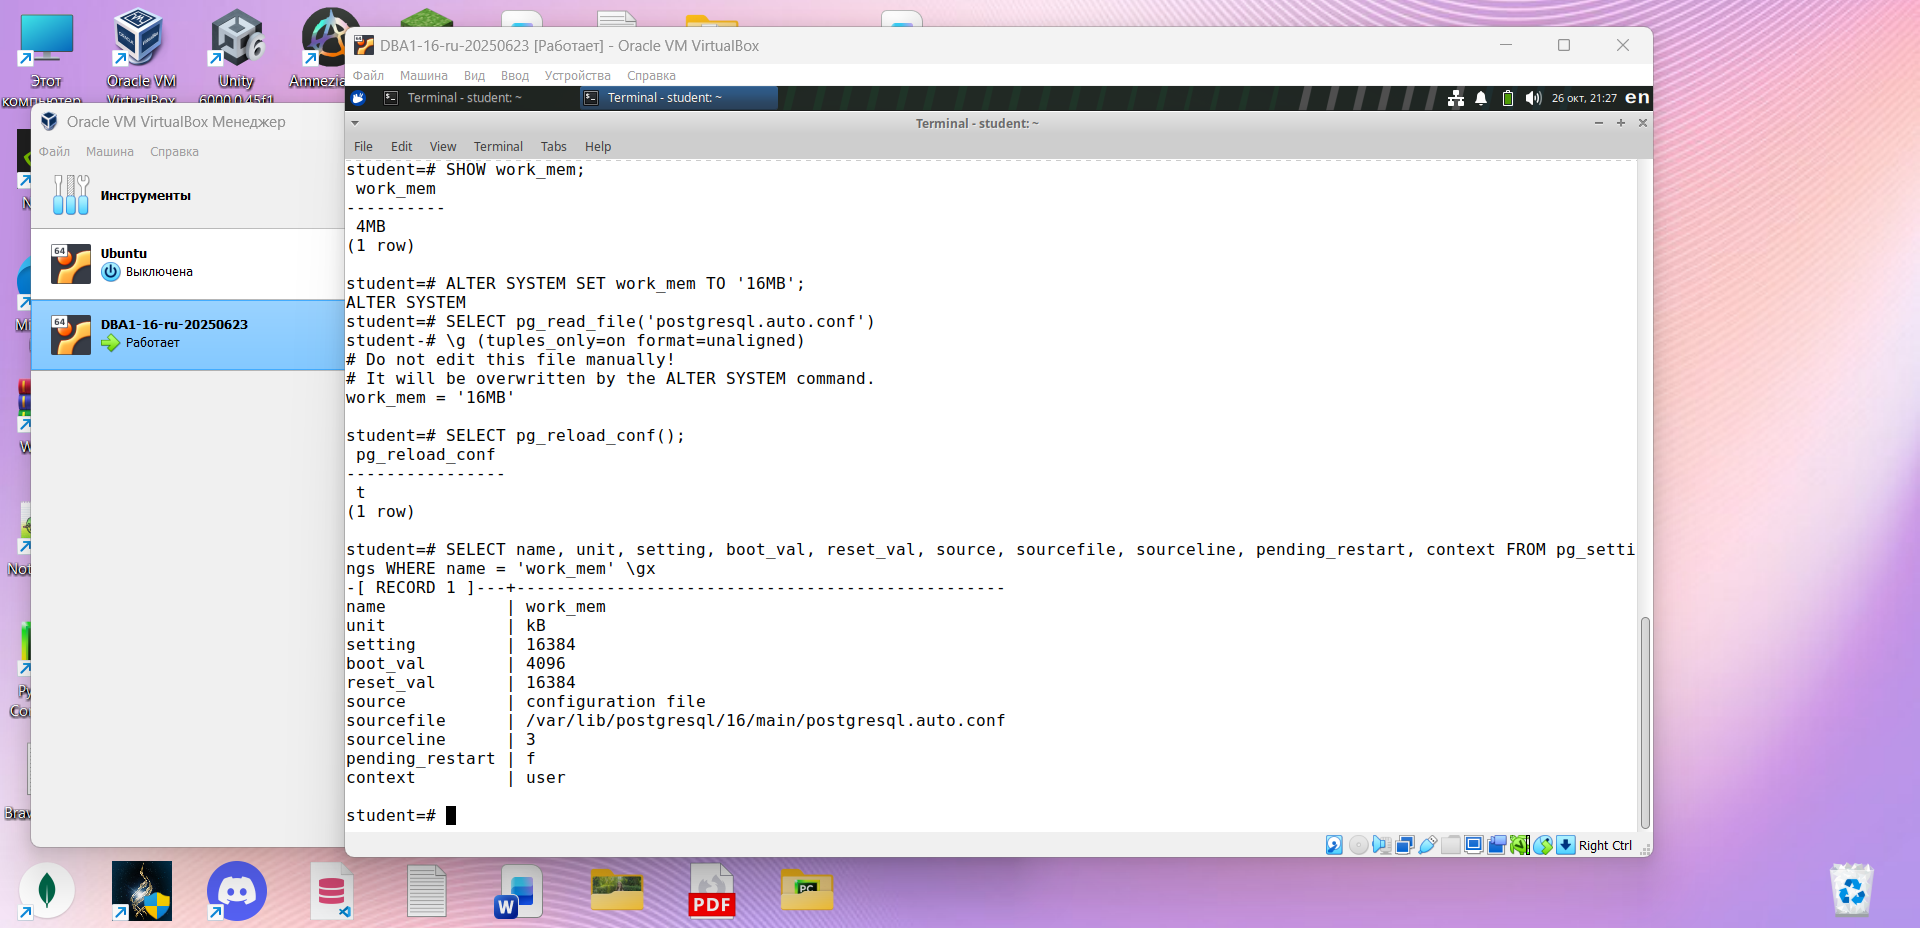 Этот
компьютер
Oracle VM
VirtualBox
Unity
6000.0.45f1
Amnezia
DBA1-16-ru-20250623 [Работает] - Oracle VM VirtualBox
Файл Машина Вид Ввод Устройства Справка
Terminal - student: ~
Terminal - student: ~
26 окт, 21:27 en
Terminal - student: ~
File Edit View Terminal Tabs Help
student=# SHOW work_mem;
work_mem
----------
4MB
(1 row)
student=# ALTER SYSTEM SET work_mem TO '16MB';
ALTER SYSTEM
student=# SELECT pg_read_file('postgresql.auto.conf')
student-# \g (tuples_only=on format=unaligned)
# Do not edit this file manually!
# It will be overwritten by the ALTER SYSTEM command.
work_mem = '16MB'
student=# SELECT pg_reload_conf();
pg_reload_conf
----------------
t
(1 row)
student=# SELECT name, unit, setting, boot_val, reset_val, source, sourcefile, sourceline, pending_restart, context FROM pg_setti
ngs WHERE name = 'work_mem' \gx
-[ RECORD 1 ]---+-------------------------------------------------
name | work_mem
unit | kB
setting | 16384
boot_val | 4096
reset_val | 16384
source | configuration file
sourcefile | /var/lib/postgresql/16/main/postgresql.auto.conf
sourceline | 3
pending_restart | f
context | user
student=#
Right Ctrl
Oracle VM VirtualBox Менеджер
Файл Машина Справка
Инструменты
64
Ubuntu
Выключена
64
DBA1-16-ru-20250623
Работает
W
PDF
PC